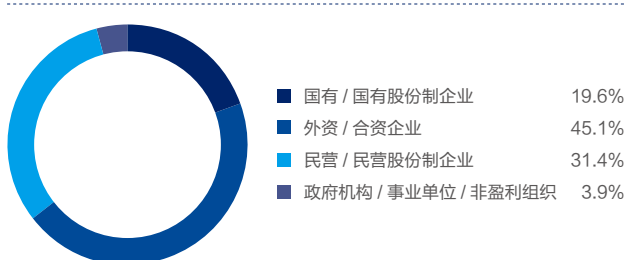 国有 / 国有股份制企业 19.6%
外资 / 合资企业 45.1%
民营 / 民营股份制企业 31.4%
政府机构 / 事业单位 / 非盈利组织 3.9%